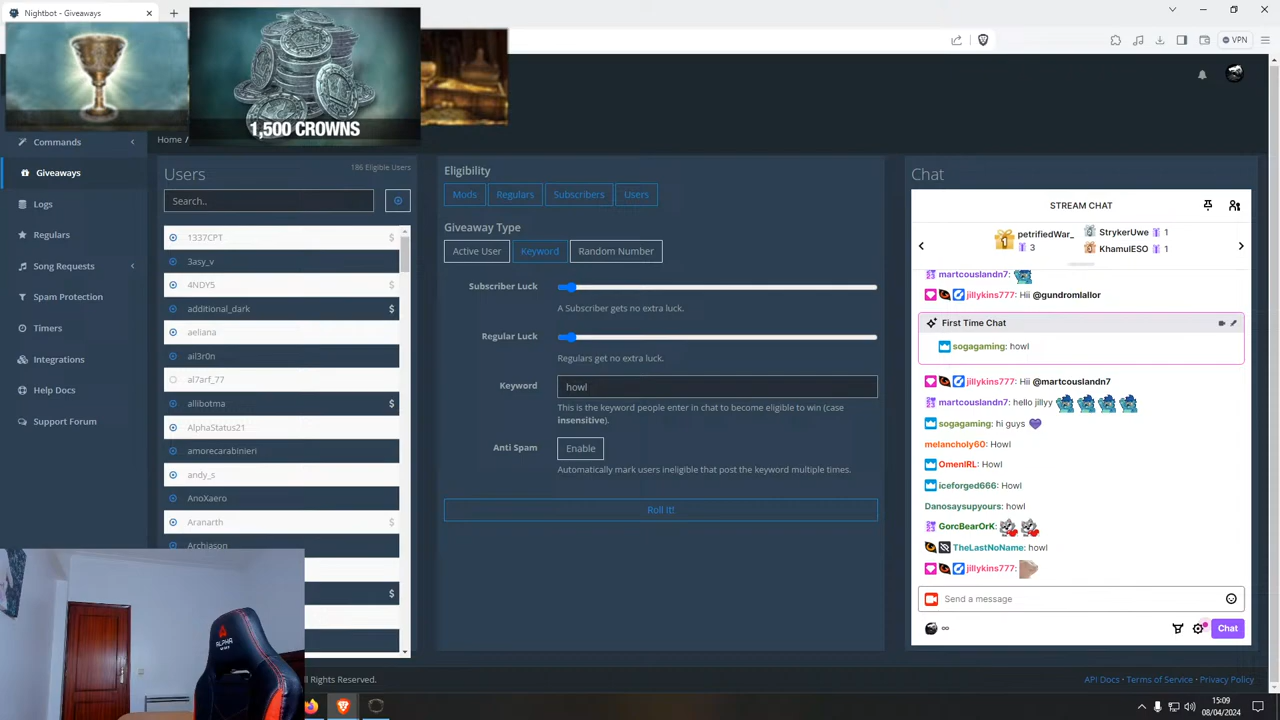 Nightbot - Giveaways
VPN
1,500 CROWNS
Home /
Commands
Giveaways
Logs
Regulars
Song Requests
Spam Protection
Timers
Integrations
Help Docs
Support Forum
Users
186 Eligible Users
Search..
1337CPT $
3asy_v
4NDY5 $
additional_dark $
aeliana
ail3r0n
al7arf_77
allibotma $
AlphaStatus21
amorecarabinieri
andy_s
AnoXaero
Aranarth $
Archiason
$
ALPHA
Eligibility
Mods Regulars Subscribers Users
Giveaway Type
Active User Keyword Random Number
Subscriber Luck
A Subscriber gets no extra luck.
Regular Luck
Regulars get no extra luck.
Keyword howl
This is the keyword people enter in chat to become eligible to win (case
insensitive).
Anti Spam Enable
Automatically mark users ineligible that post the keyword multiple times.
Roll It!
Chat
STREAM CHAT
1 petrifiedWar_ 3
StrykerUwe 1
KhamulESO 1
martcouslandn7:
jillykins777: Hii @gundromlallor
First Time Chat
sogagaming: howl
jillykins777: Hii @martcouslandn7
martcouslandn7: hello jillyy
sogagaming: hi guys
melancholy60: Howl
OmenIRL: Howl
iceforged666: Howl
Danosaysupyours: howl
GorcBearOrK:
TheLastNoName: howl
jillykins777:
Send a message
∞
Chat
All Rights Reserved.
API Docs · Terms of Service · Privacy Policy
15:09
08/04/2024